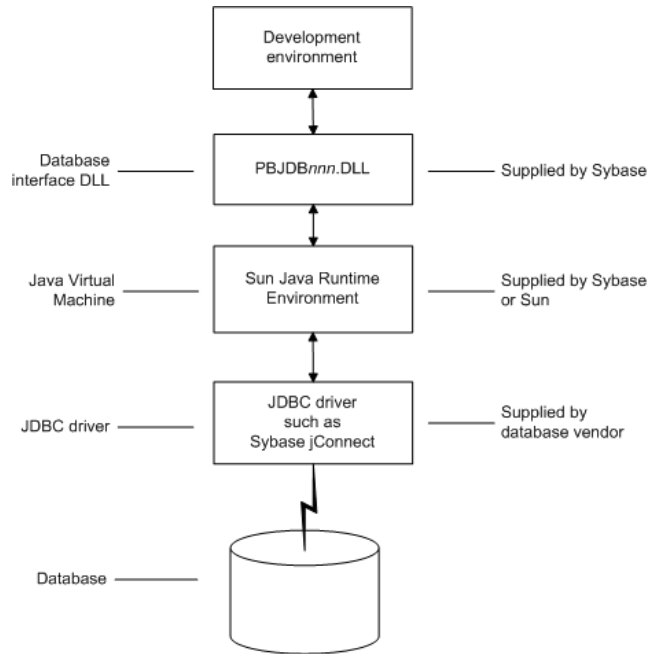 Development
environment
Database
interface DLL
PBJDBnnn.DLL
Supplied by Sybase
Java Virtual
Machine
Sun Java Runtime
Environment
Supplied by Sybase
or Sun
JDBC driver
JDBC driver
such as
Sybase jConnect
Supplied by
database vendor
Database